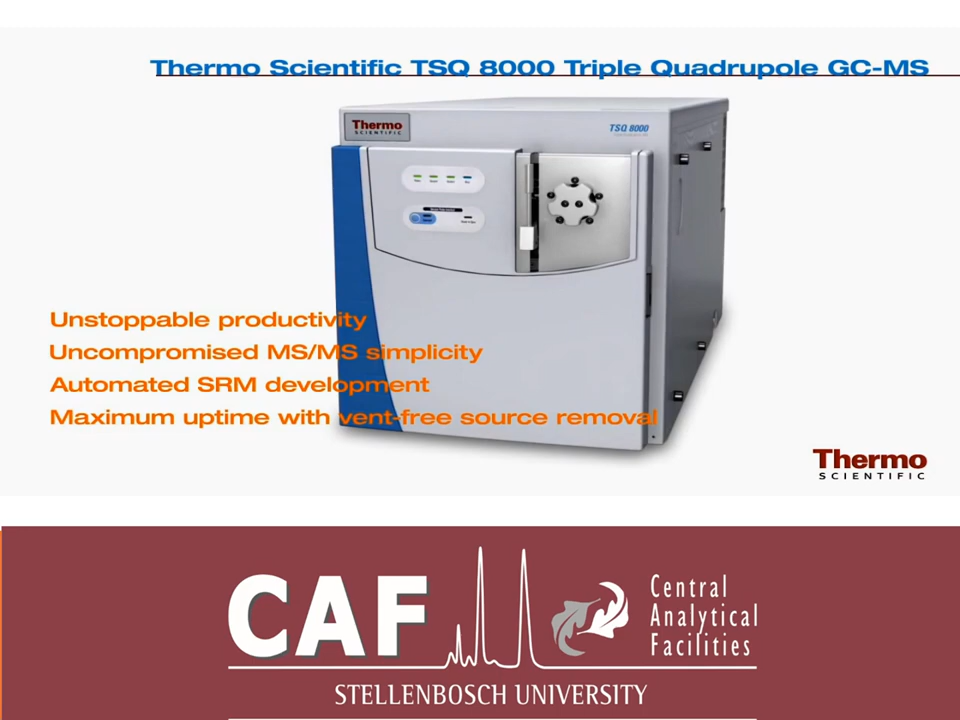 Thermo Scientific TSQ 8000 Triple Quadrupole GC-MS
Thermo
SCIENTIFIC
TSQ 8000
Unstoppable productivity
Uncompromised MS/MS simplicity
Automated SRM development
Maximum uptime with vent-free source removal
Thermo
SCIENTIFIC
CAF
Central
Analytical
Facilities
STELLENBOSCH UNIVERSITY